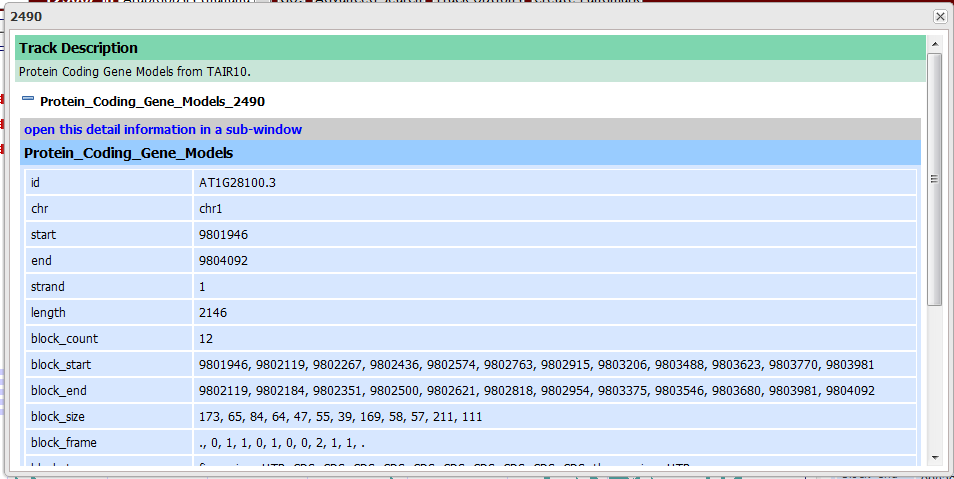 2490
Track Description
Protein Coding Gene Models from TAIR10.
Protein_Coding_Gene_Models_2490
open this detail information in a sub-window
Protein_Coding_Gene_Models
id AT1G28100.3
chr chr1
start 9801946
end 9804092
strand 1
length 2146
block_count 12
block_start 9801946, 9802119, 9802267, 9802436, 9802574, 9802763, 9802915, 9803206, 9803488, 9803623, 9803770, 9803981
block_end 9802119, 9802184, 9802351, 9802500, 9802621, 9802818, 9802954, 9803375, 9803546, 9803680, 9803981, 9804092
block_size 173, 65, 84, 64, 47, 55, 39, 169, 58, 57, 211, 111
block_frame ., 0, 1, 1, 0, 1, 0, 0, 2, 1, 1, .